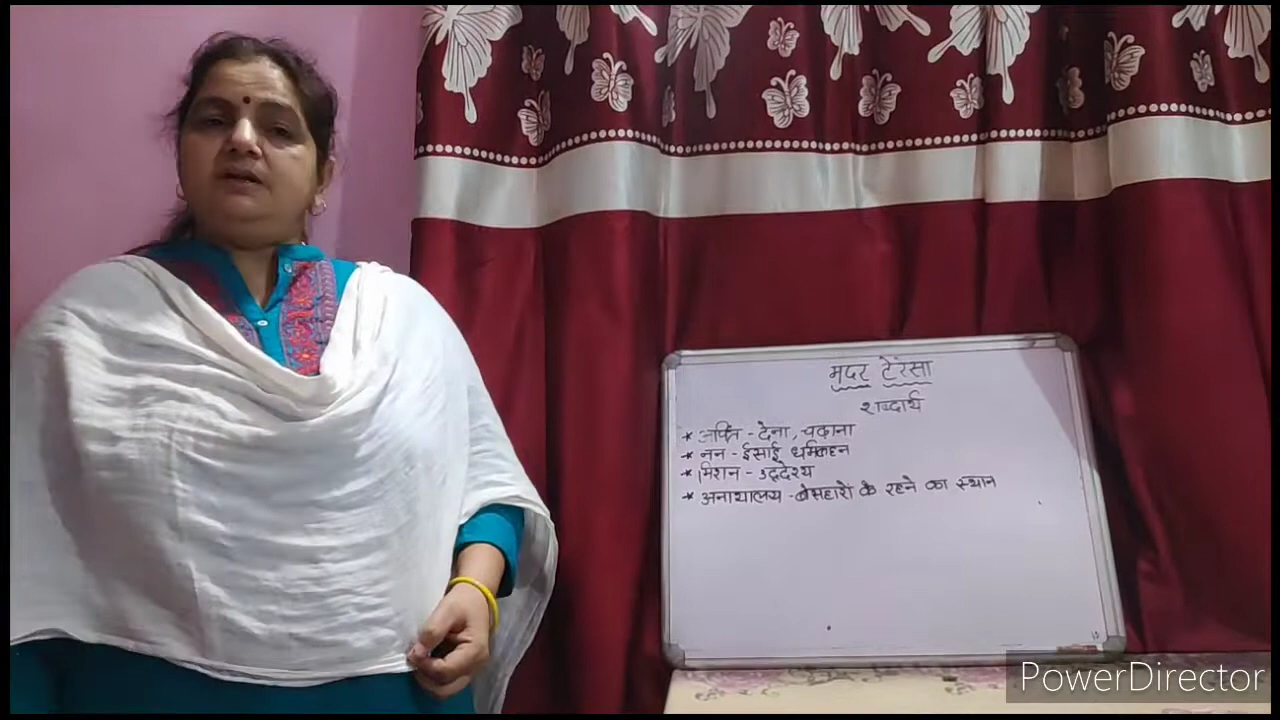 मदर टेरेसा
शब्दार्थ
* अर्पित - देना, चढ़ाना
* नन - ईसाई धर्मबहन
* मिशन - उद्देश्य
* अनाथालय - बेसहारों के रहने का स्थान
PowerDirector